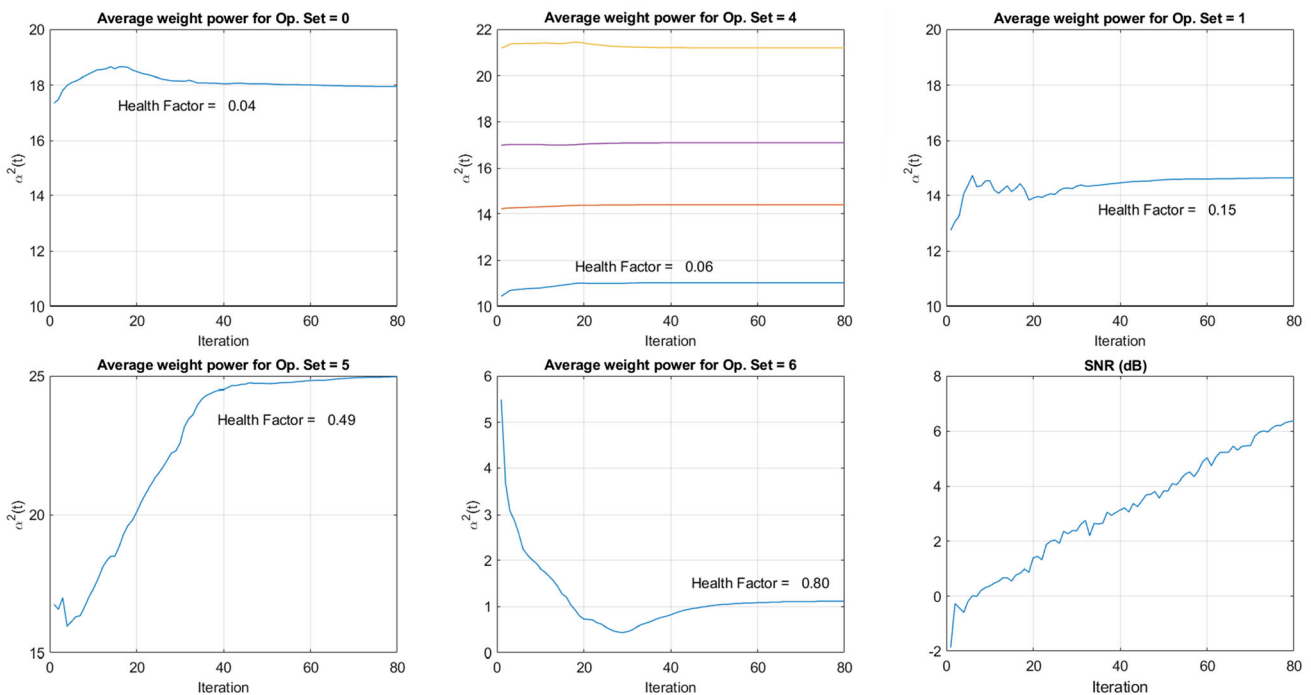 Average weight power for Op. Set = 0
20
18
16
14
12
10
α²(t)
Health Factor = 0.04
0 20 40 60 80
Iteration
Average weight power for Op. Set = 4
22
20
18
16
14
12
10
α²(t)
Health Factor = 0.06
0 20 40 60 80
Iteration
Average weight power for Op. Set = 1
20
18
16
14
12
10
α²(t)
Health Factor = 0.15
0 20 40 60 80
Iteration
Average weight power for Op. Set = 5
25
20
15
α²(t)
Health Factor = 0.49
0 20 40 60 80
Iteration
Average weight power for Op. Set = 6
6
5
4
3
2
1
0
α²(t)
Health Factor = 0.80
0 20 40 60 80
Iteration
SNR (dB)
8
6
4
2
0
-2
0 20 40 60 80
Iteration